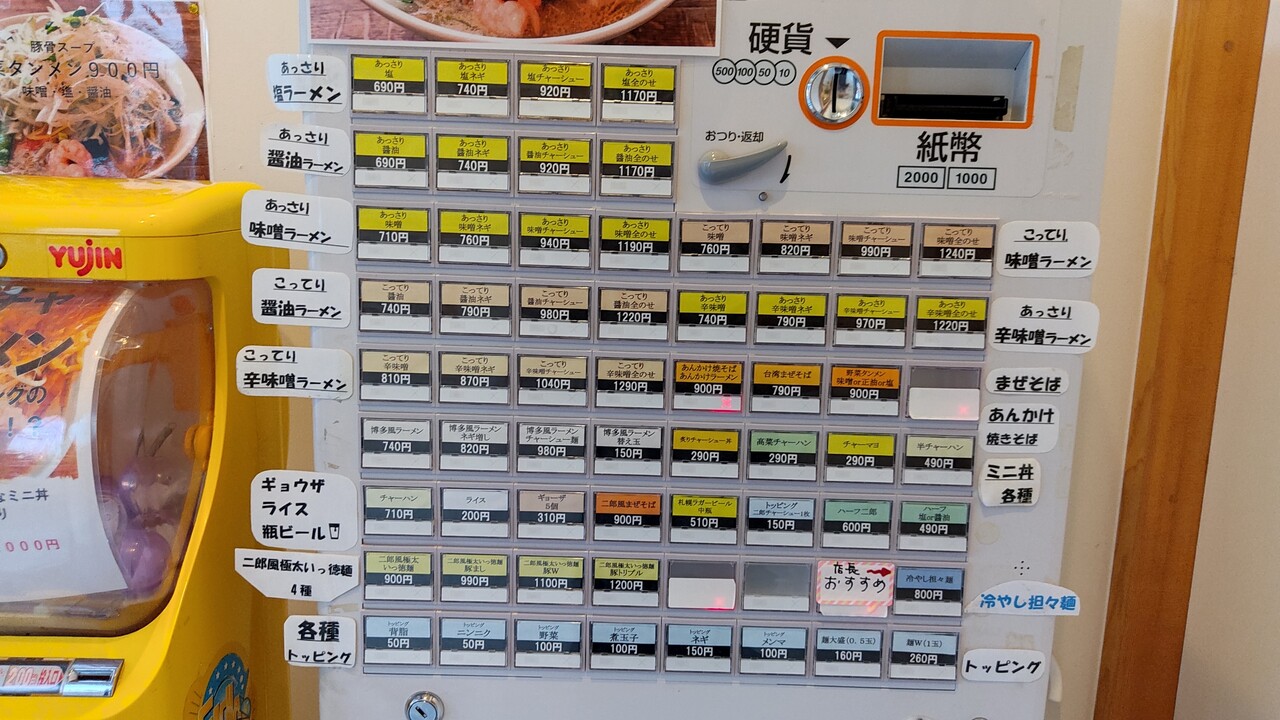 豚骨スープ
タンメン900円
味噌・塩・醤油
YUJIN
チャ
メン
グの
！？
なミニ丼
000円
硬貨
500 100 50 10
おつり・返却
紙幣
2000 1000
あっさり
塩ラーメン
あっさり
塩
690円
あっさり
塩ネギ
740円
あっさり
塩チャーシュー
920円
あっさり
塩全のせ
1170円
あっさり
醤油ラーメン
あっさり
醤油
690円
あっさり
醤油ネギ
740円
あっさり
醤油チャーシュー
920円
あっさり
醤油全のせ
1170円
あっさり
味噌ラーメン
あっさり
味噌
710円
あっさり
味噌ネギ
760円
あっさり
味噌チャーシュー
940円
あっさり
味噌全のせ
1190円
こってり
味噌
760円
こってり
味噌ネギ
820円
こってり
味噌チャーシュー
990円
こってり
味噌全のせ
1240円
こってり
味噌ラーメン
こってり
醤油ラーメン
こってり
醤油
740円
こってり
醤油ネギ
790円
こってり
醤油チャーシュー
980円
こってり
醤油全のせ
1220円
あっさり
辛味噌
740円
あっさり
辛味噌ネギ
790円
あっさり
辛味噌チャーシュー
970円
あっさり
辛味噌全のせ
1220円
あっさり
辛味噌ラーメン
こってり
辛味噌ラーメン
こってり
辛味噌
810円
こってり
辛味噌ネギ
870円
こってり
辛味噌チャーシュー
1040円
こってり
辛味噌全のせ
1290円
あんかけ焼そば
あんかけラーメン
900円
台湾まぜそば
790円
野菜タンメン
味噌or正油or塩
900円
まぜそば
あんかけ
焼きそば
博多風ラーメン
740円
博多風ラーメン
ネギ増し
820円
博多風ラーメン
チャーシュー麺
980円
博多風ラーメン
替え玉
150円
炙りチャーシュー丼
290円
高菜チャーハン
290円
チャーマヨ
290円
半チャーハン
490円
ミニ丼
各種
ギョウザ
ライス
瓶ビール
チャーハン
710円
ライス
200円
ギョーザ
5個
310円
二郎風まぜそば
900円
札幌ラガービール
中瓶
510円
トッピング
二郎チャーシュー1枚
150円
ハーフ二郎
600円
ハーフ
塩or醤油
490円
二郎風極太いっ徳麺
4種
二郎風極太いっ徳麺
900円
二郎風極太いっ徳麺
豚まし
990円
二郎風極太いっ徳麺
豚W
1100円
二郎風極太いっ徳麺
豚トリプル
1200円
店長
おすすめ
冷やし担々麺
800円
冷やし担々麺
各種
トッピング
トッピング
背脂
50円
トッピング
ニンニク
50円
トッピング
野菜
100円
トッピング
煮玉子
100円
トッピング
ネギ
150円
トッピング
メンマ
100円
麺大盛(0.5玉)
160円
麺W(1玉)
260円
トッピング